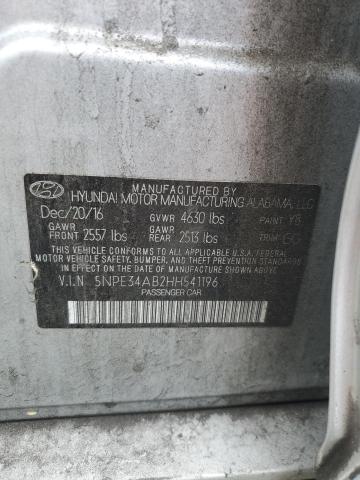 MANUFACTURED BY
HYUNDAI MOTOR MANUFACTURING ALABAMA, LLC
Dec/20/16 GVWR 4630 lbs PAINT Y8
GAWR FRONT 2557 lbs GAWR REAR 2513 lbs TRIM
THIS VEHICLE CONFORMS TO ALL APPLICABLE U.S.A. FEDERAL
MOTOR VEHICLE SAFETY, BUMPER, AND THEFT PREVENTION STANDARDS
IN EFFECT ON THE DATE OF MANUFACTURE SHOWN ABOVE.
V.I.N 5NPE34AB2HH541196
PASSENGER CAR